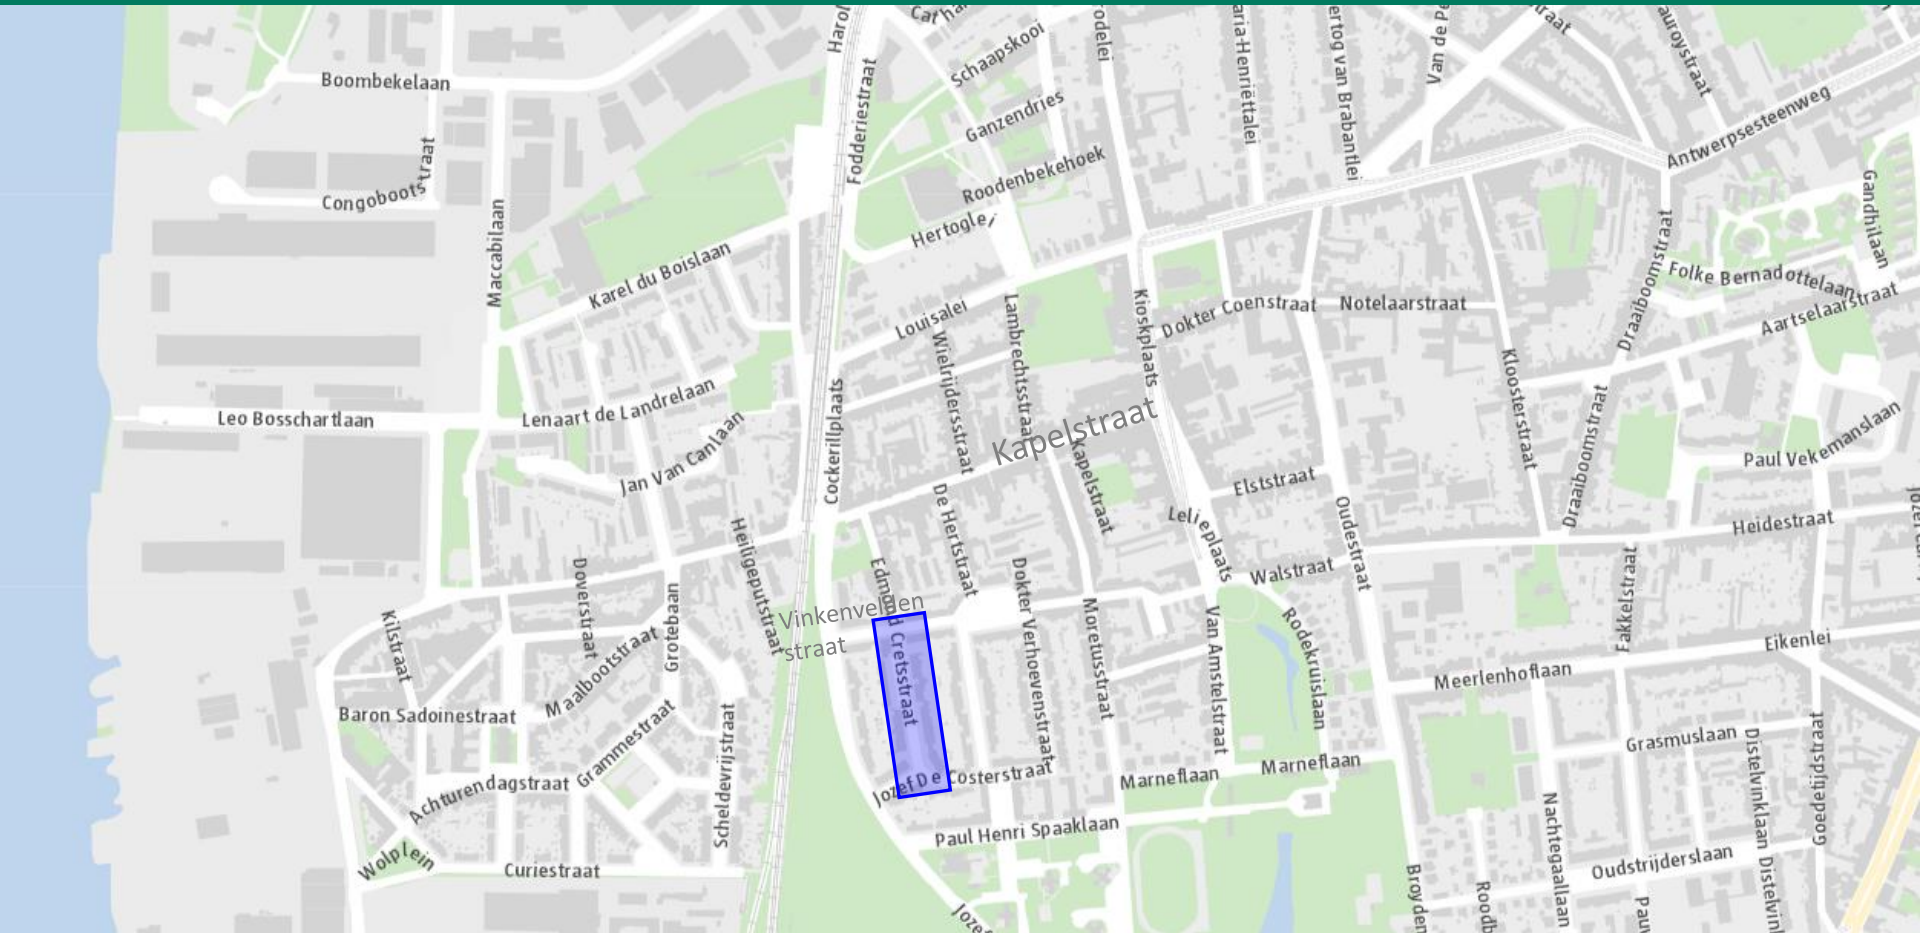 Boombekelaan
Congobootstraat
Maccabilaan
Karel du Boislaan
Leo Bosschartlaan
Lenaart de Landrelaan
Jan Van Canlaan
Fodderiestraat
Schaapskooi
Ganzendries
Roodenbekehoek
Hertoglei
Louisalei
Cockerillplaats
Wielrijdersstraat
Lambrechtsstraat
Kapelstraat
Kapelstraat
Kioskplaats
Dokter Coenstraat
Notelaarstraat
Antwerpsesteenweg
Gandhilaan
Folke Bernadottelaan
Aartselaarstraat
Draaiboomstraat
Draaiboomstraat
Kloosterstraat
Paul Vekemanslaan
Heidestraat
Elststraat
Lelieplaats
Walstraat
Oudestraat
De Hertstraat
Edmond Cretsstraat
Vinkenvelden
straat
Dokter Verhoevenstraat
Moretusstraat
Van Amstelstraat
Rodekruislaan
Fakkelstraat
Eikenlei
Meerlenhoflaan
Grasmuslaan
Distelvinklaan
Goedheidstraat
Nachtegaallaan
Oudstrijderslaan
Marneflaan
Marneflaan
Jozef De Costerstraat
Paul Henri Spaaklaan
Heiligeputstraat
Doverstraat
Grotebaan
Kilstraat
Maalbootstraat
Baron Sadoinestraat
Grammestraat
Achturendagstraat
Scheldevrijstraat
Wolplein
Curiestraat